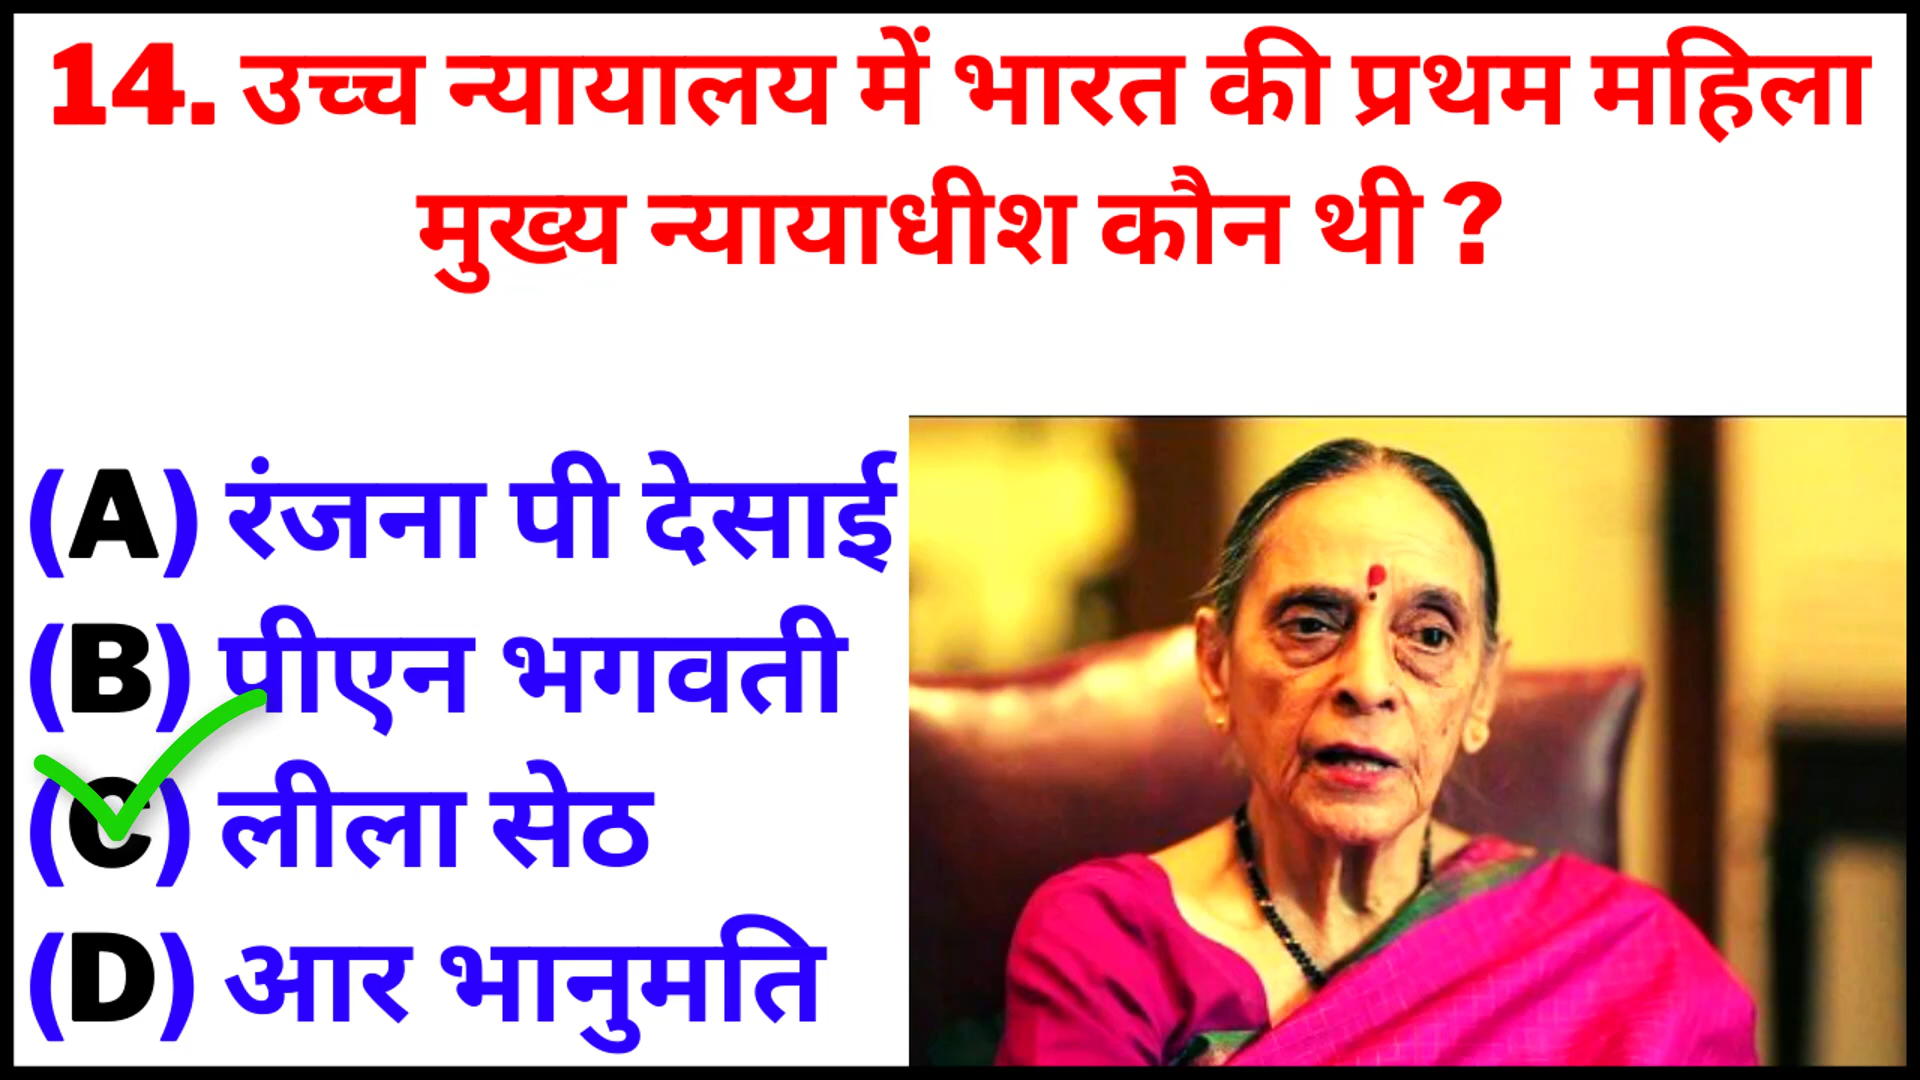 14. उच्च न्यायालय में भारत की प्रथम महिला
मुख्य न्यायाधीश कौन थी ?
(A) रंजना पी देसाई
(B) पीएन भगवती
(C) लीला सेठ
(D) आर भानुमति